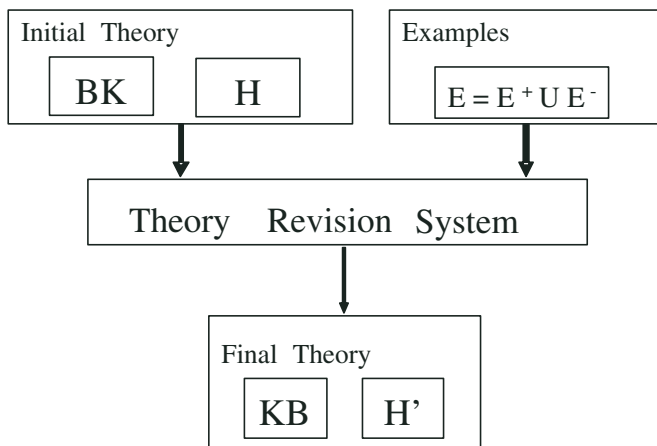 Initial Theory
BK H
Examples
E = E + U E -
Theory Revision System
Final Theory
KB H’